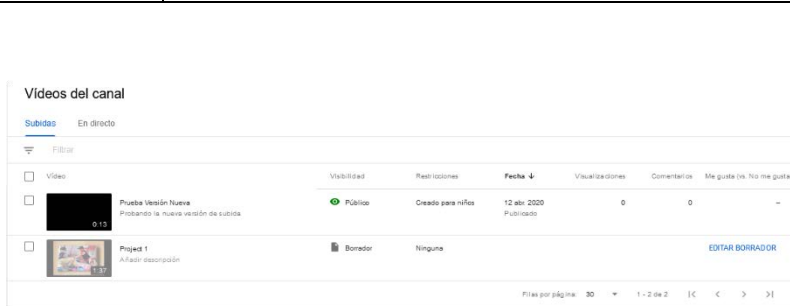 Vídeos del canal
Subidas En directo
Filtrar
Vídeo Visibilidad Restricciones Fecha ↓ Visualizaciones Comentarios Me gusta (vs. No me gusta
Prueba Versión Nueva Público Creado para niños 12 abr. 2020 0 0 –
Probando la nueva versión de subida Publicado
0:13
Project 1 Borrador Ninguna EDITAR BORRADOR
Añadir descripción
1:37
Filas por página: 30 1 - 2 de 2 |< < > >|